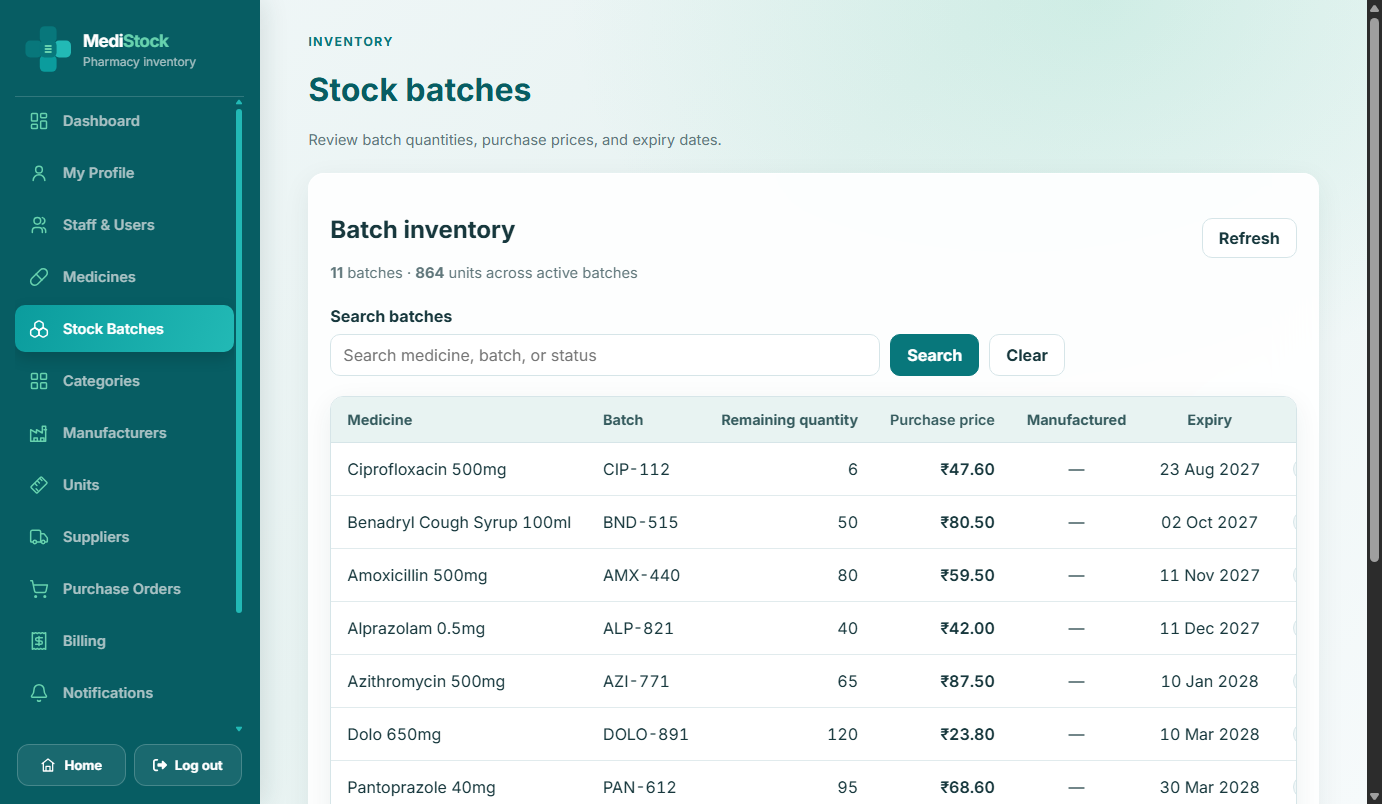 MediStock
Pharmacy inventory
Dashboard
My Profile
Staff & Users
Medicines
Stock Batches
Categories
Manufacturers
Units
Suppliers
Purchase Orders
Billing
Notifications
Home
Log out
INVENTORY
Stock batches
Review batch quantities, purchase prices, and expiry dates.
Batch inventory
Refresh
11 batches · 864 units across active batches
Search batches
Search medicine, batch, or status
Search
Clear
Medicine Batch Remaining quantity Purchase price Manufactured Expiry
Ciprofloxacin 500mg CIP-112 6 ₹47.60 — 23 Aug 2027
Benadryl Cough Syrup 100ml BND-515 50 ₹80.50 — 02 Oct 2027
Amoxicillin 500mg AMX-440 80 ₹59.50 — 11 Nov 2027
Alprazolam 0.5mg ALP-821 40 ₹42.00 — 11 Dec 2027
Azithromycin 500mg AZI-771 65 ₹87.50 — 10 Jan 2028
Dolo 650mg DOLO-891 120 ₹23.80 — 10 Mar 2028
Pantoprazole 40mg PAN-612 95 ₹68.60 — 30 Mar 2028